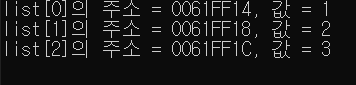 list[0]의 주소 = 0061FF14, 값 = 1
list[1]의 주소 = 0061FF18, 값 = 2
list[2]의 주소 = 0061FF1C, 값 = 3